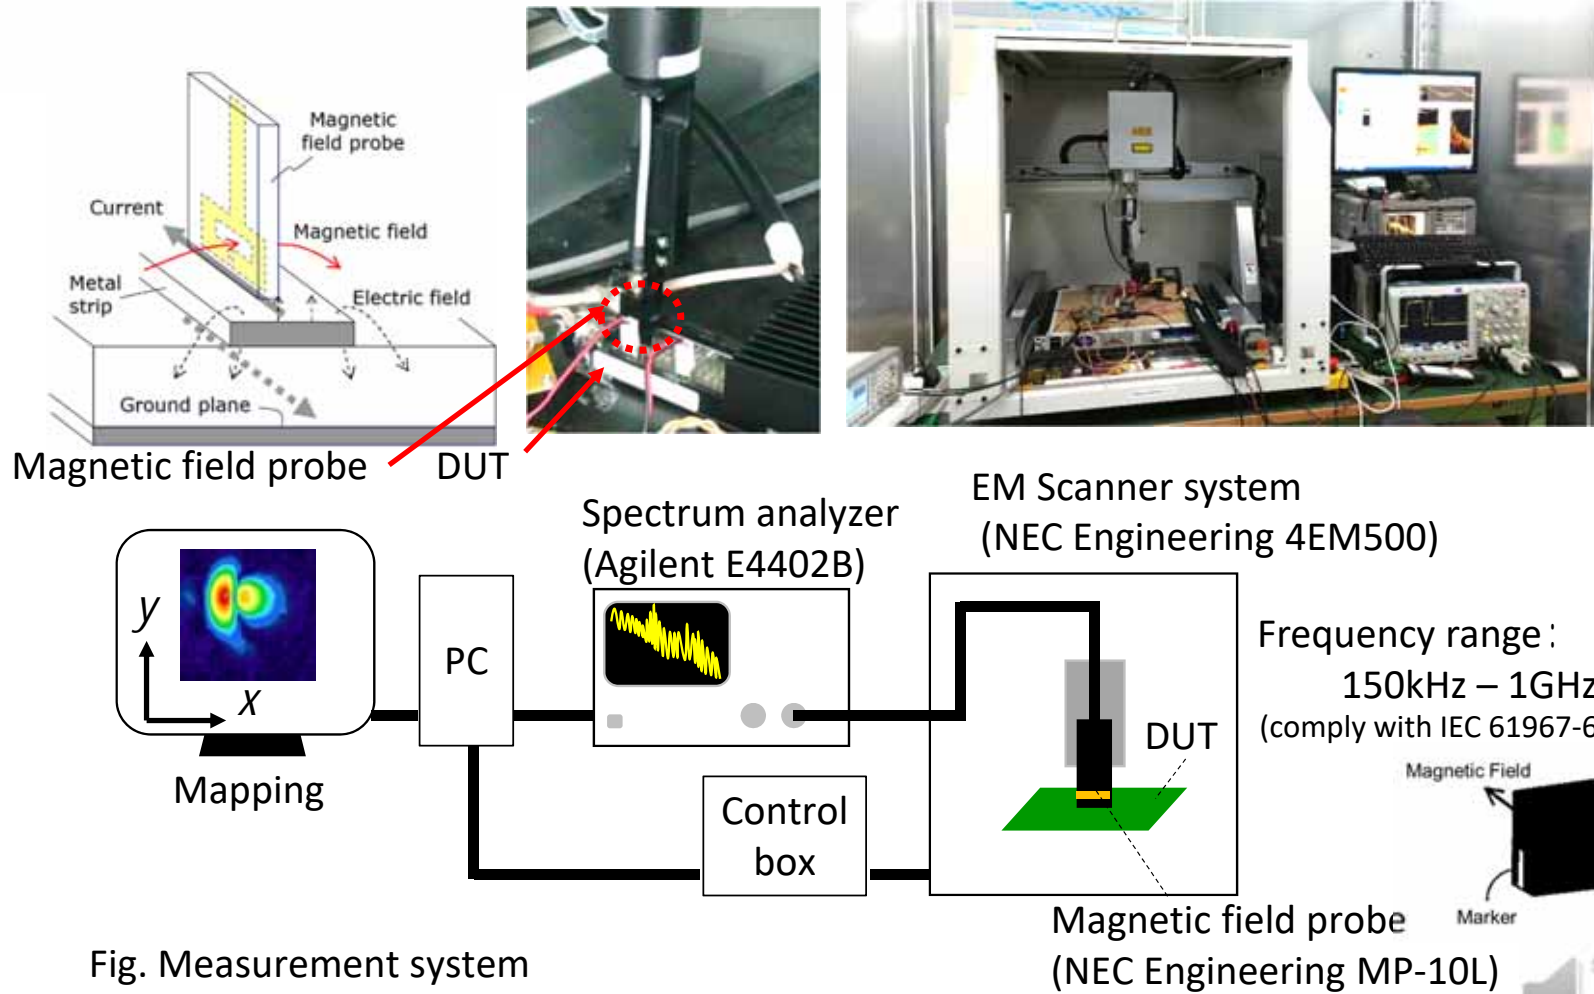 Magnetic
field probe
Current
Magnetic field
Metal
strip
Electric field
Ground plane
Magnetic field probe
DUT
EM Scanner system
(NEC Engineering 4EM500)
Spectrum analyzer
(Agilent E4402B)
y
x
PC
Mapping
Control
box
DUT
Frequency range:
150kHz – 1GHz
(comply with IEC 61967-6
Magnetic Field
Marker
Magnetic field probe
(NEC Engineering MP-10L)
Fig. Measurement system